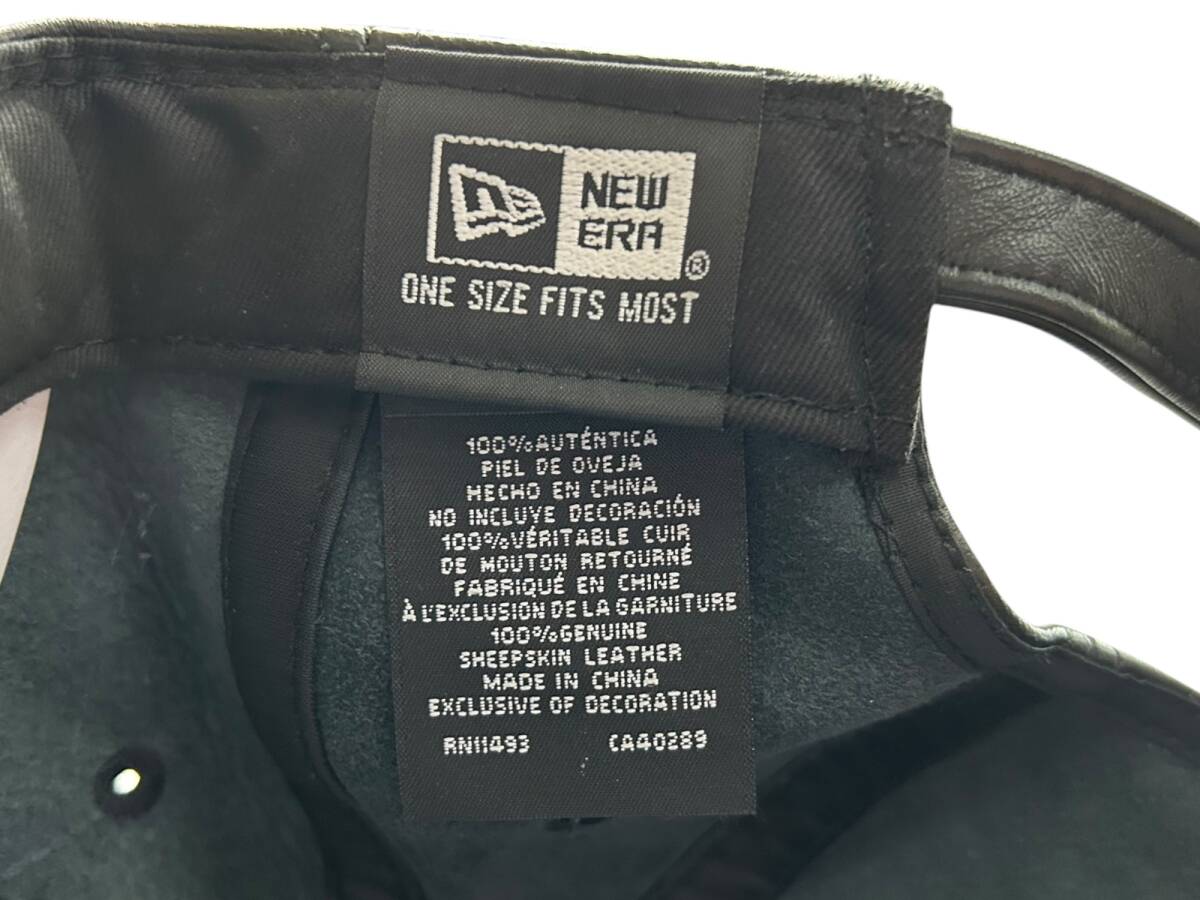 NEW
ERA
®
ONE SIZE FITS MOST
100%AUTÉNTICA
PIEL DE OVEJA
HECHO EN CHINA
NO INCLUYE DECORACIÓN
100%VÉRITABLE CUIR
DE MOUTON RETOURNÉ
FABRIQUÉ EN CHINE
À L'EXCLUSION DE LA GARNITURE
100%GENUINE
SHEEPSKIN LEATHER
MADE IN CHINA
EXCLUSIVE OF DECORATION
RN11493 CA40289